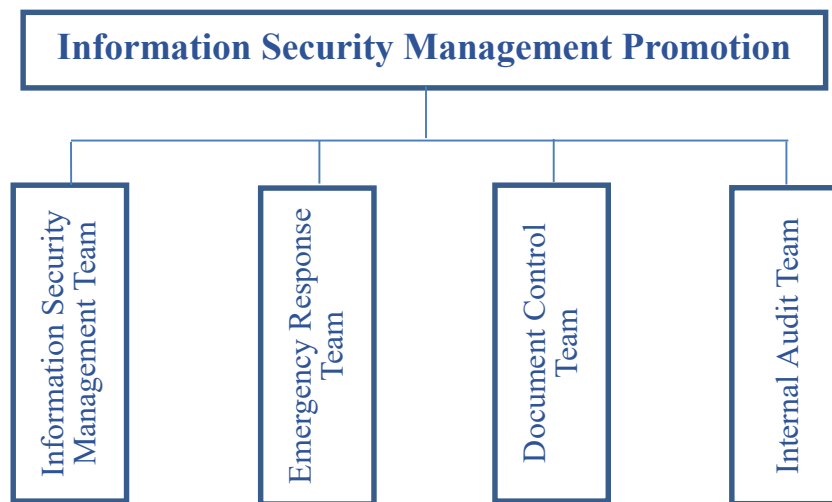 Information Security Management Promotion
Information Security
Management Team
Emergency Response
Team
Document Control
Team
Internal Audit Team